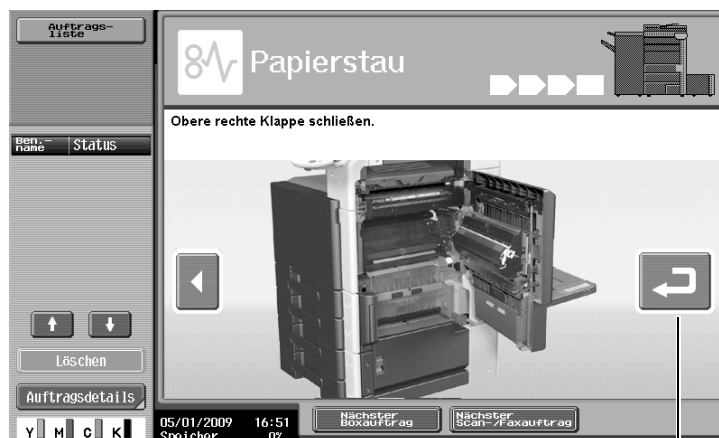 Auftrags-
liste
Papierstau
Obere rechte Klappe schließen.
Ben.-
name
Status
Löschen
Auftragsdetails
Y M C K
05/01/2009 16:51
Speicher 0%
Nächster
Boxauftrag
Nächster
Scan-/Faxauftrag